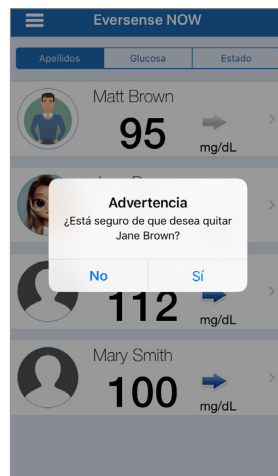 Eversense NOW
Apellidos Glucosa Estado
Matt Brown
95
mg/dL
Advertencia
¿Está seguro de que desea quitar
Jane Brown?
No Sí
112
mg/dL
Mary Smith
100
mg/dL